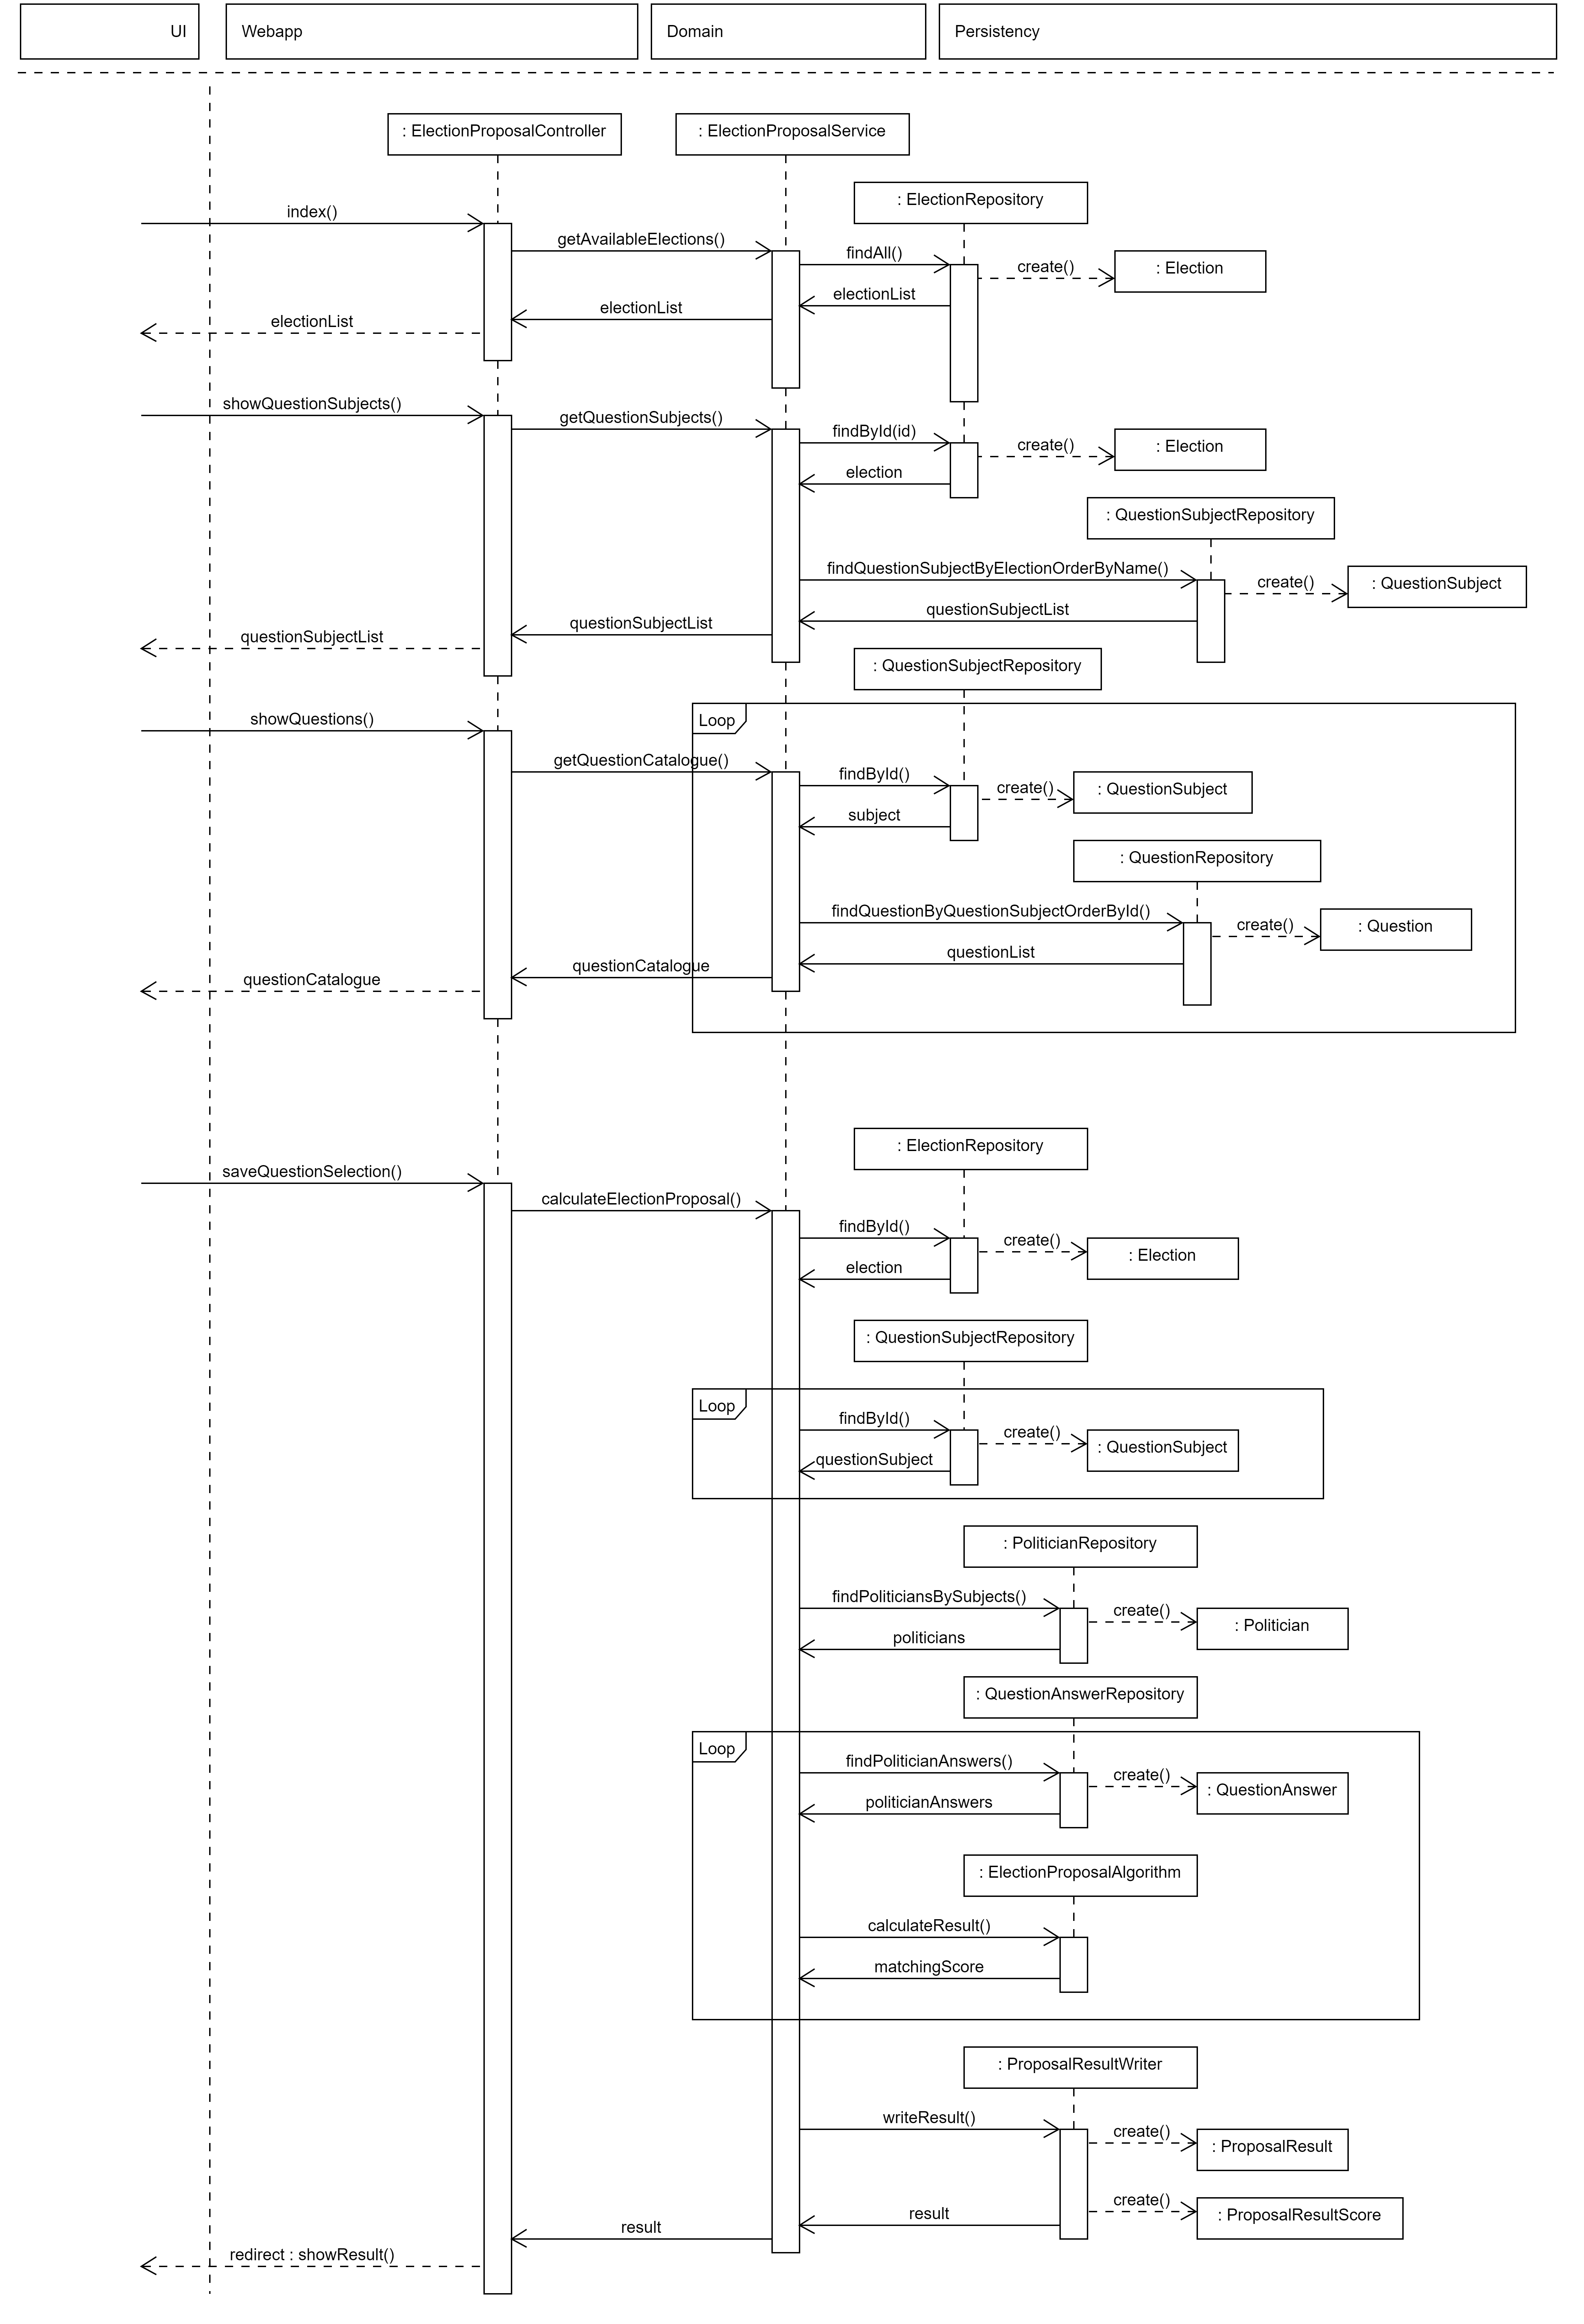 UI
Webapp
Domain
Persistency
: ElectionProposalController
: ElectionProposalService
: ElectionRepository
index()
getAvailableElections()
findAll()
create()
: Election
electionList
electionList
electionList
showQuestionSubjects()
getQuestionSubjects()
findById(id)
create()
: Election
election
: QuestionSubjectRepository
findQuestionSubjectByElectionOrderByName()
create()
: QuestionSubject
questionSubjectList
questionSubjectList
questionSubjectList
: QuestionSubjectRepository
Loop
showQuestions()
getQuestionCatalogue()
findById()
create()
: QuestionSubject
subject
: QuestionRepository
findQuestionByQuestionSubjectOrderById()
create()
: Question
questionList
questionCatalogue
questionCatalogue
: ElectionRepository
saveQuestionSelection()
calculateElectionProposal()
findById()
create()
: Election
election
: QuestionSubjectRepository
Loop
findById()
create()
: QuestionSubject
questionSubject
: PoliticianRepository
findPoliticiansBySubjects()
create()
: Politician
politicians
: QuestionAnswerRepository
Loop
findPoliticianAnswers()
create()
: QuestionAnswer
politicianAnswers
: ElectionProposalAlgorithm
calculateResult()
matchingScore
: ProposalResultWriter
writeResult()
create()
: ProposalResult
create()
: ProposalResultScore
result
result
redirect : showResult()